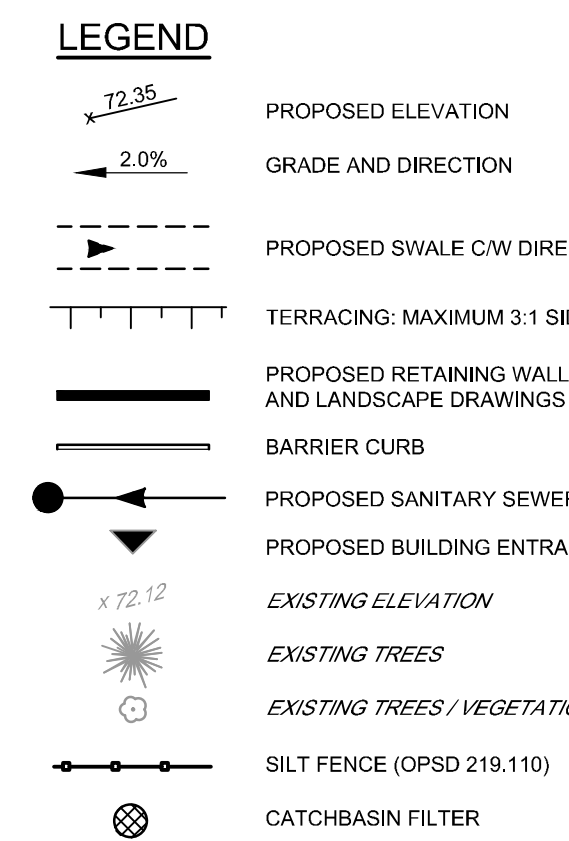 LEGEND
72.35
PROPOSED ELEVATION
2.0%
GRADE AND DIRECTION
PROPOSED SWALE C/W DIRE
TERRACING: MAXIMUM 3:1 SI
PROPOSED RETAINING WALL
AND LANDSCAPE DRAWINGS
BARRIER CURB
PROPOSED SANITARY SEWER
PROPOSED BUILDING ENTRA
x 72.12
EXISTING ELEVATION
EXISTING TREES
EXISTING TREES / VEGETATIO
SILT FENCE (OPSD 219.110)
CATCHBASIN FILTER